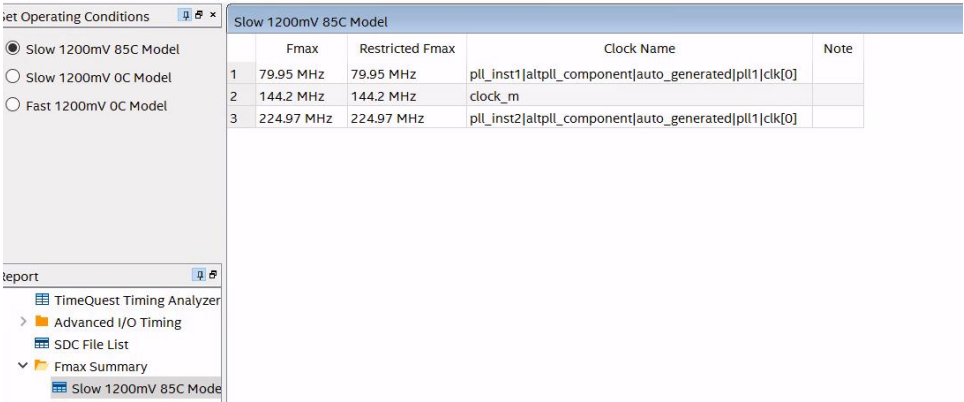 Set Operating Conditions
Slow 1200mV 85C Model
Slow 1200mV 0C Model
Fast 1200mV 0C Model
Report
TimeQuest Timing Analyzer
Advanced I/O Timing
SDC File List
Fmax Summary
Slow 1200mV 85C Mode
Slow 1200mV 85C Model
Fmax Restricted Fmax Clock Name Note
1 79.95 MHz 79.95 MHz pll_inst1|altpll_component|auto_generated|pll1|clk[0]
2 144.2 MHz 144.2 MHz clock_m
3 224.97 MHz 224.97 MHz pll_inst2|altpll_component|auto_generated|pll1|clk[0]